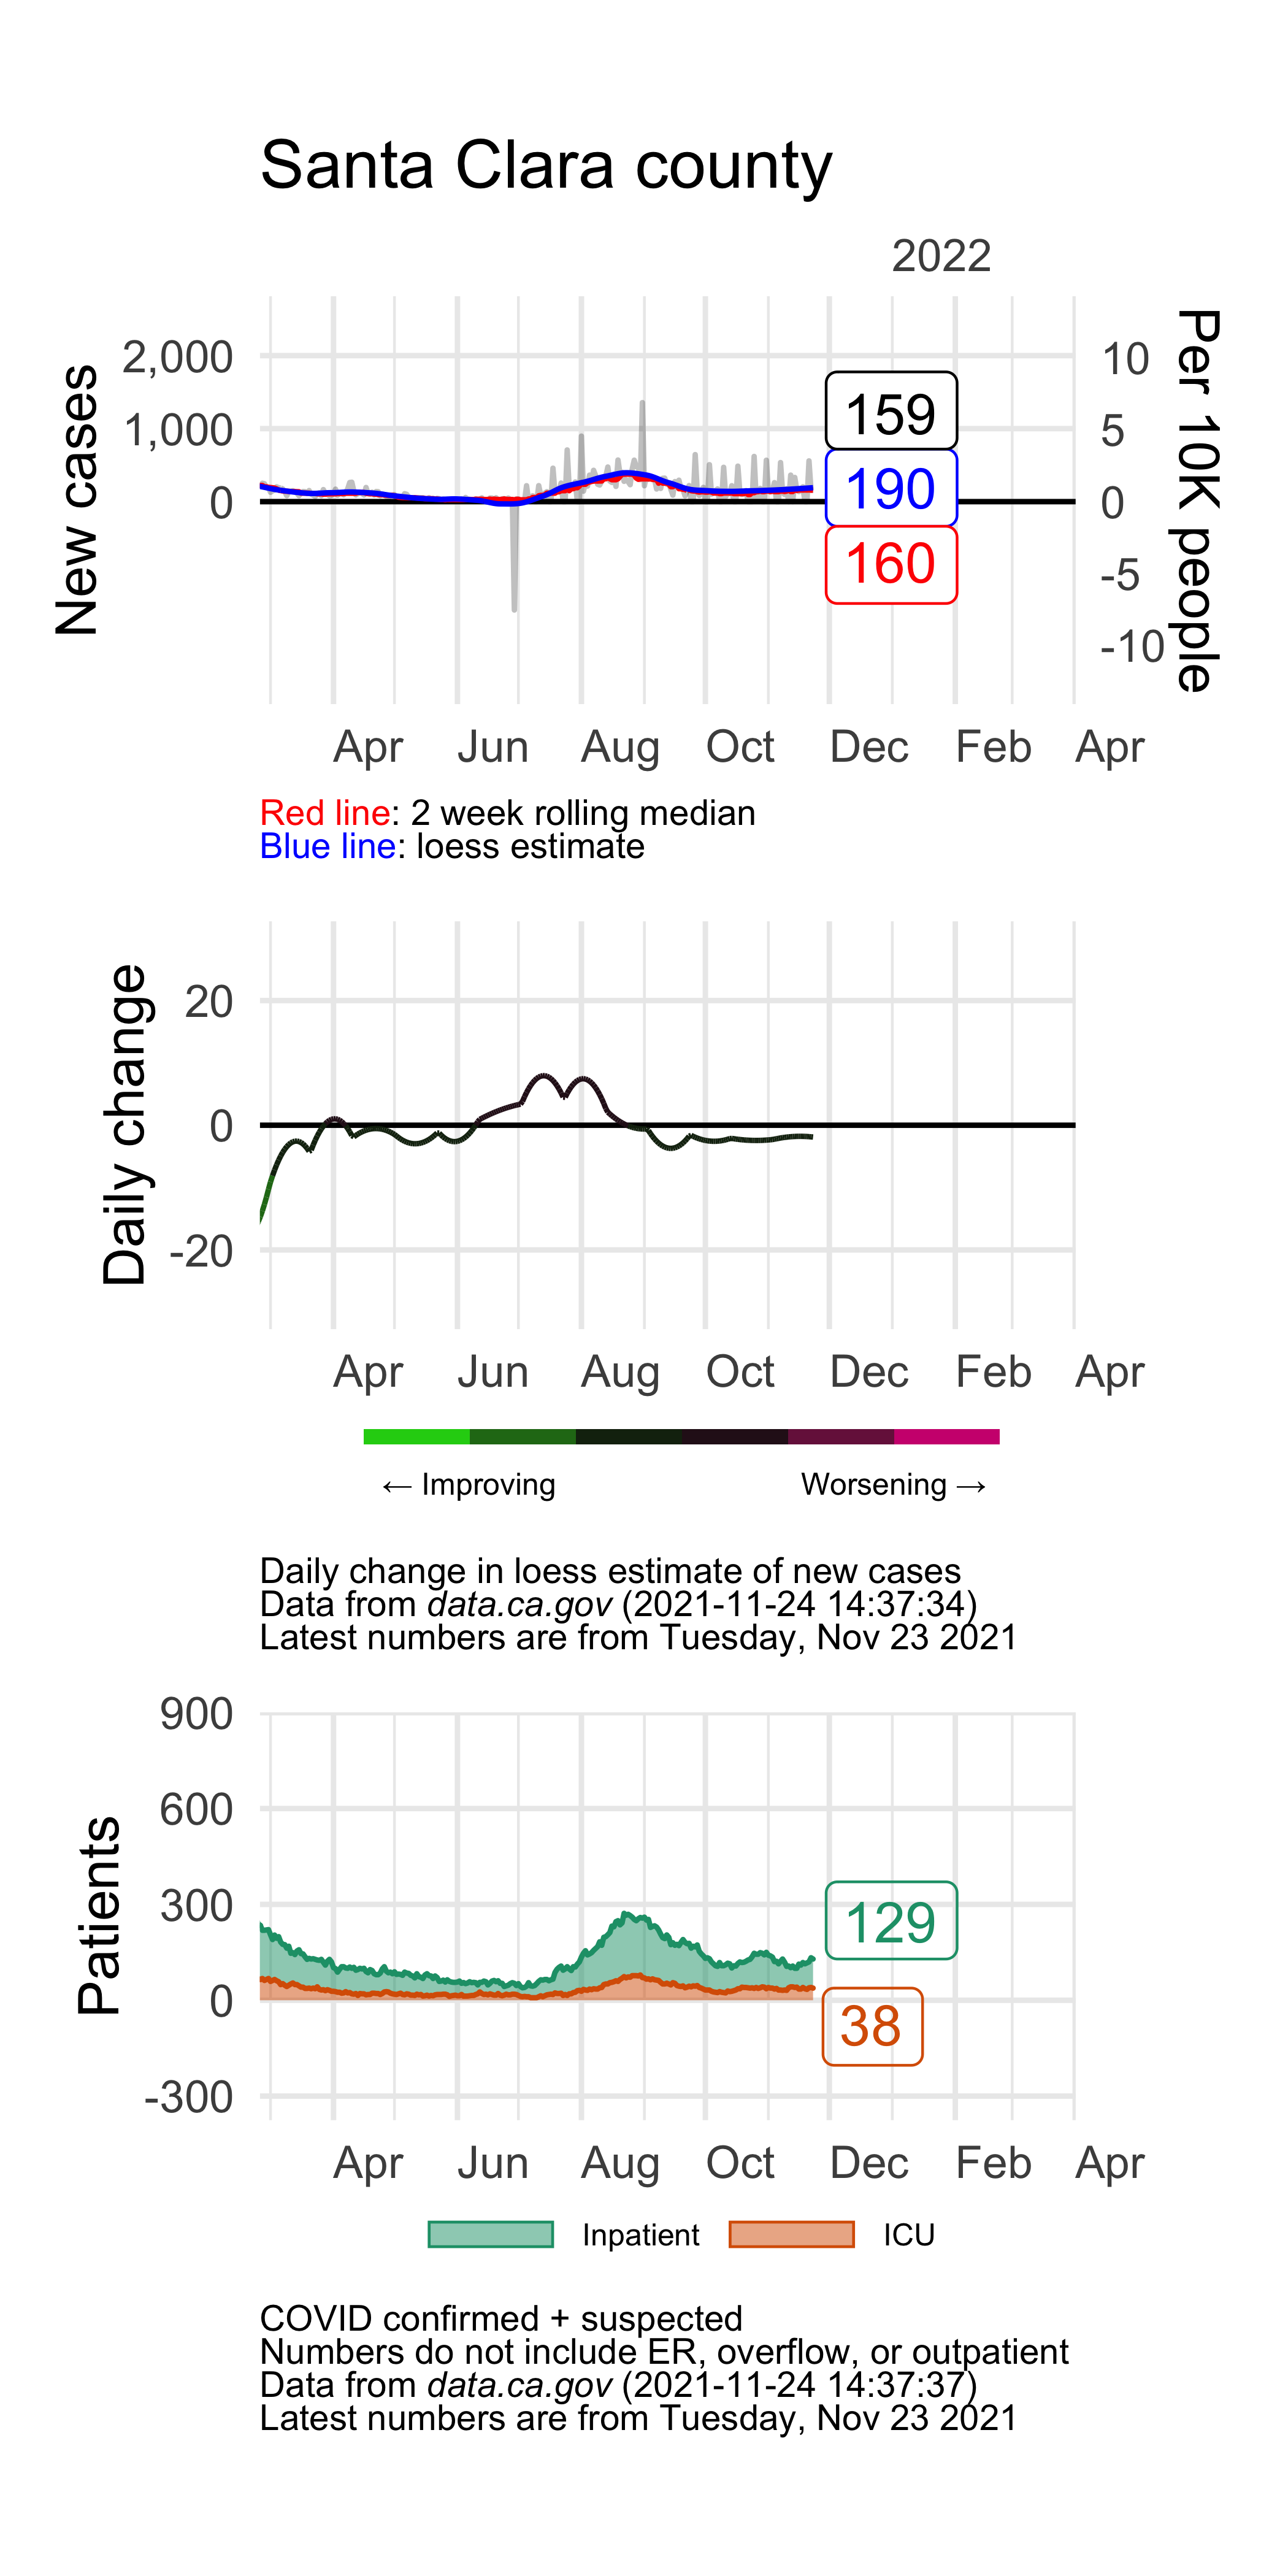 Santa Clara county
2022
New cases
2,000
1,000
0
159
190
160
10
5
0
-5
-10
Per 10K people
Apr Jun Aug Oct Dec Feb Apr
Red line: 2 week rolling median
Blue line: loess estimate
Daily change
20
0
-20
Apr Jun Aug Oct Dec Feb Apr
← Improving Worsening →
Daily change in loess estimate of new cases
Data from data.ca.gov (2021-11-24 14:37:34)
Latest numbers are from Tuesday, Nov 23 2021
Patients
900
600
300
0
-300
129
38
Apr Jun Aug Oct Dec Feb Apr
Inpatient ICU
COVID confirmed + suspected
Numbers do not include ER, overflow, or outpatient
Data from data.ca.gov (2021-11-24 14:37:37)
Latest numbers are from Tuesday, Nov 23 2021